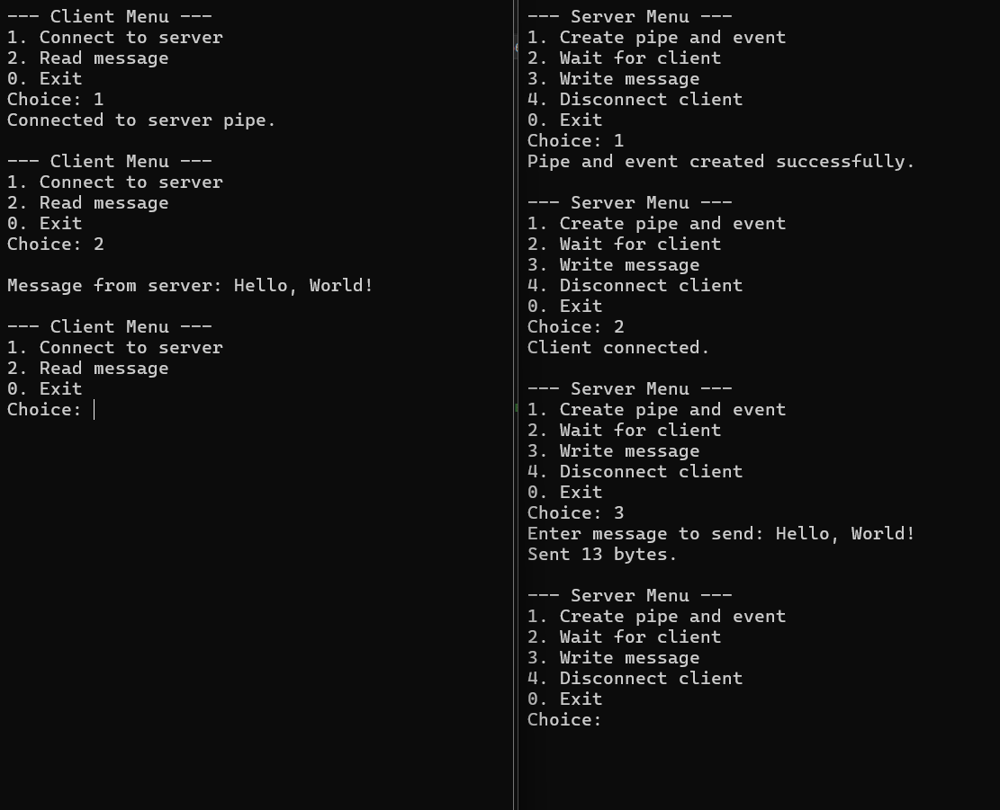 --- Client Menu ---
1. Connect to server
2. Read message
0. Exit
Choice: 1
Connected to server pipe.

--- Client Menu ---
1. Connect to server
2. Read message
0. Exit
Choice: 2

Message from server: Hello, World!

--- Client Menu ---
1. Connect to server
2. Read message
0. Exit
Choice:

--- Server Menu ---
1. Create pipe and event
2. Wait for client
3. Write message
4. Disconnect client
0. Exit
Choice: 1
Pipe and event created successfully.

--- Server Menu ---
1. Create pipe and event
2. Wait for client
3. Write message
4. Disconnect client
0. Exit
Choice: 2
Client connected.

--- Server Menu ---
1. Create pipe and event
2. Wait for client
3. Write message
4. Disconnect client
0. Exit
Choice: 3
Enter message to send: Hello, World!
Sent 13 bytes.

--- Server Menu ---
1. Create pipe and event
2. Wait for client
3. Write message
4. Disconnect client
0. Exit
Choice: